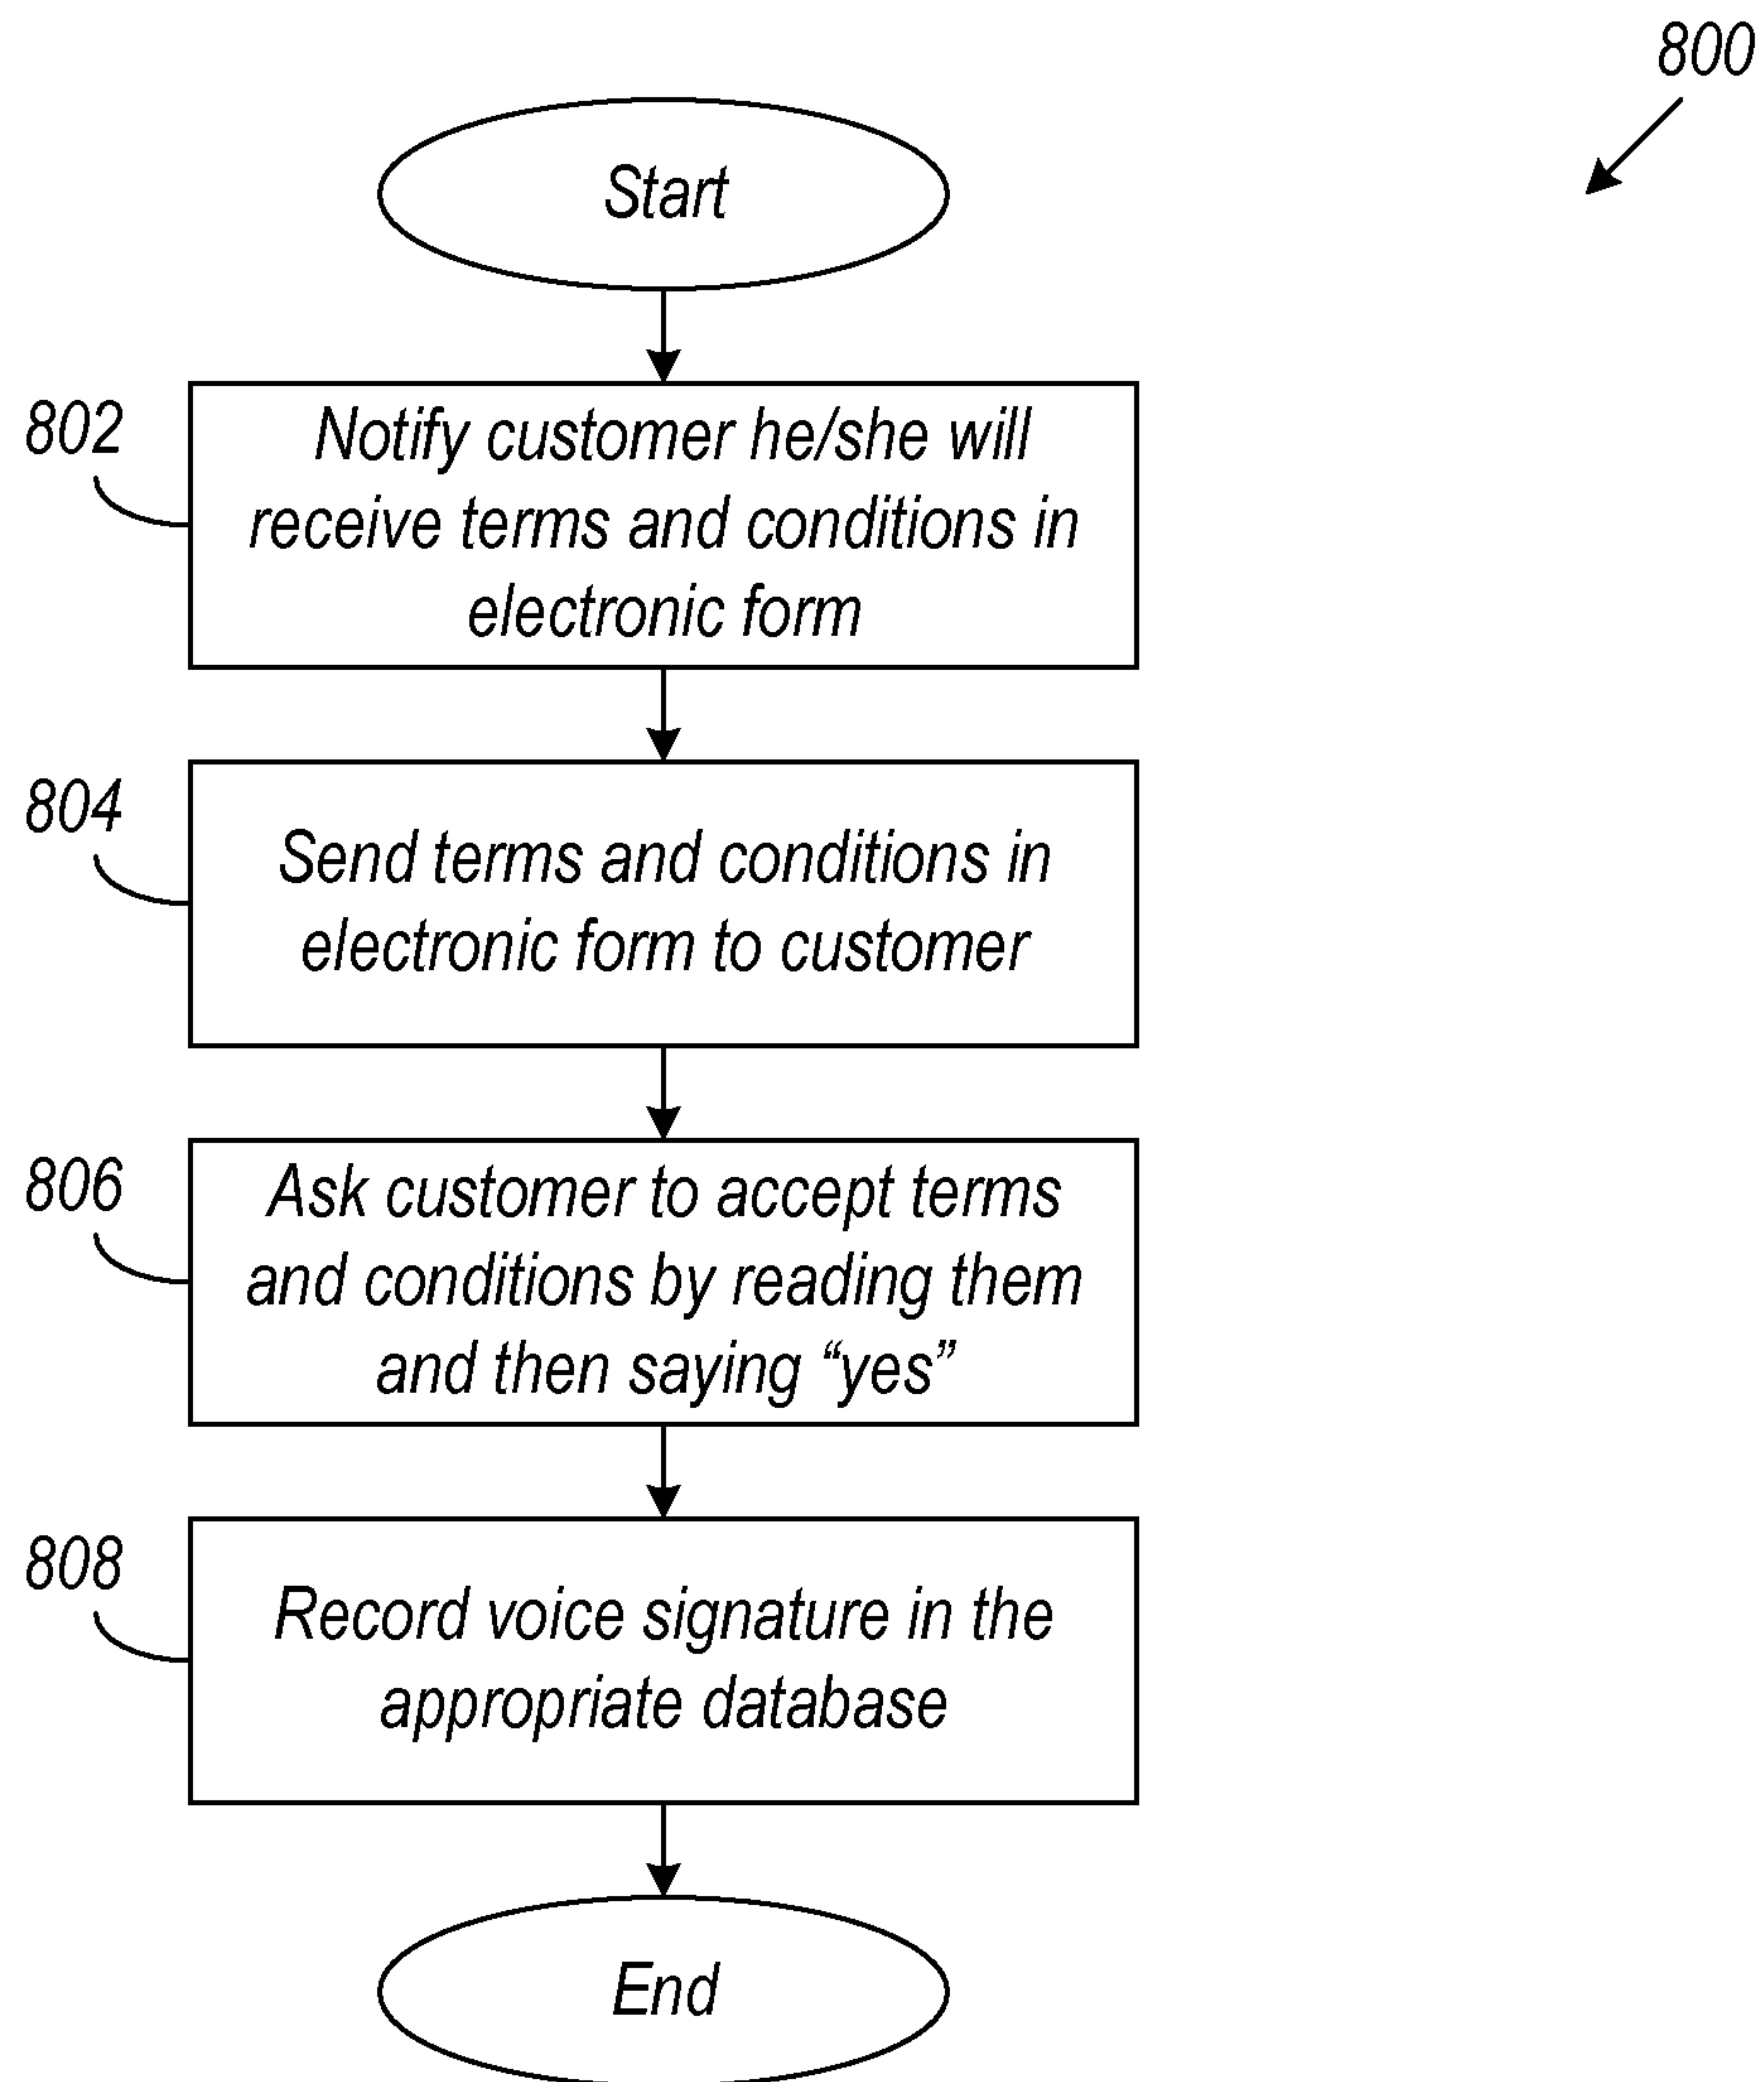 800
Start
802
Notify customer he/she will
receive terms and conditions in
electronic form
804
Send terms and conditions in
electronic form to customer
806
Ask customer to accept terms
and conditions by reading them
and then saying “yes”
808
Record voice signature in the
appropriate database
End